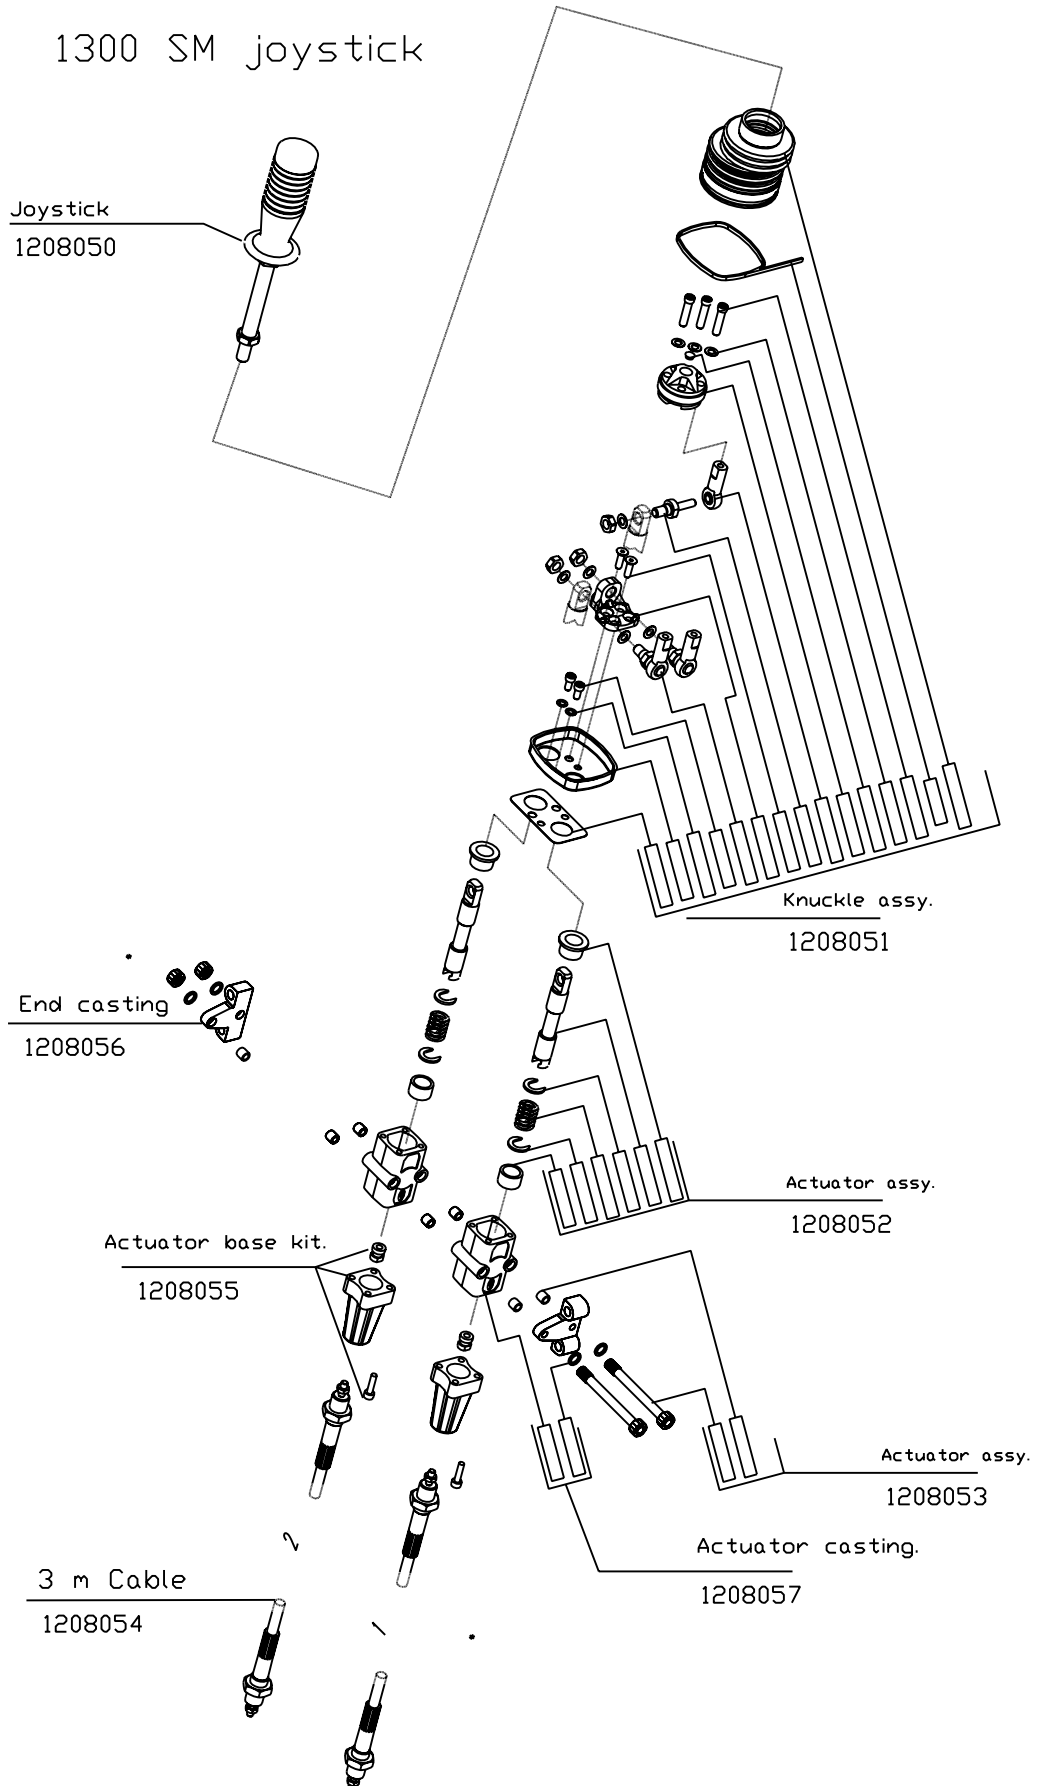 1300 SM joystick
Joystick
1208050
Knuckle assy.
1208051
End casting
1208056
Actuator assy.
1208052
Actuator base kit.
1208055
Actuator assy.
1208053
Actuator casting.
1208057
2
3 m Cable
1208054
1